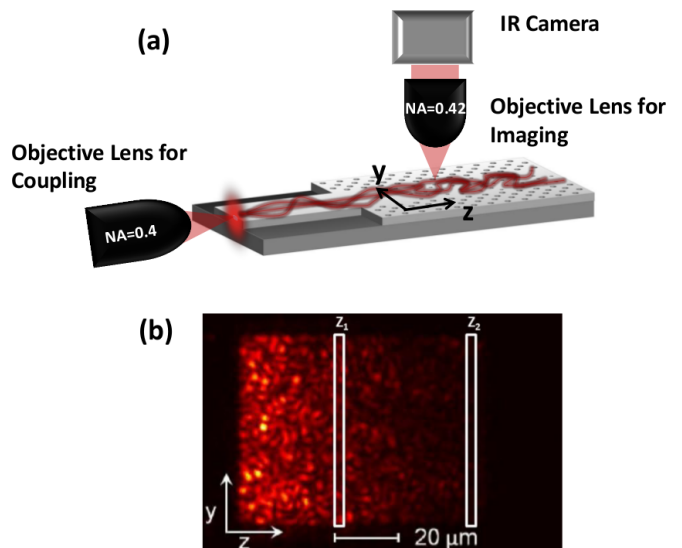 (a)
IR Camera
NA=0.42
Objective Lens for
Imaging
Objective Lens for
Coupling
NA=0.4
y
z
(b)
z₁
z₂
y
z
20 μm